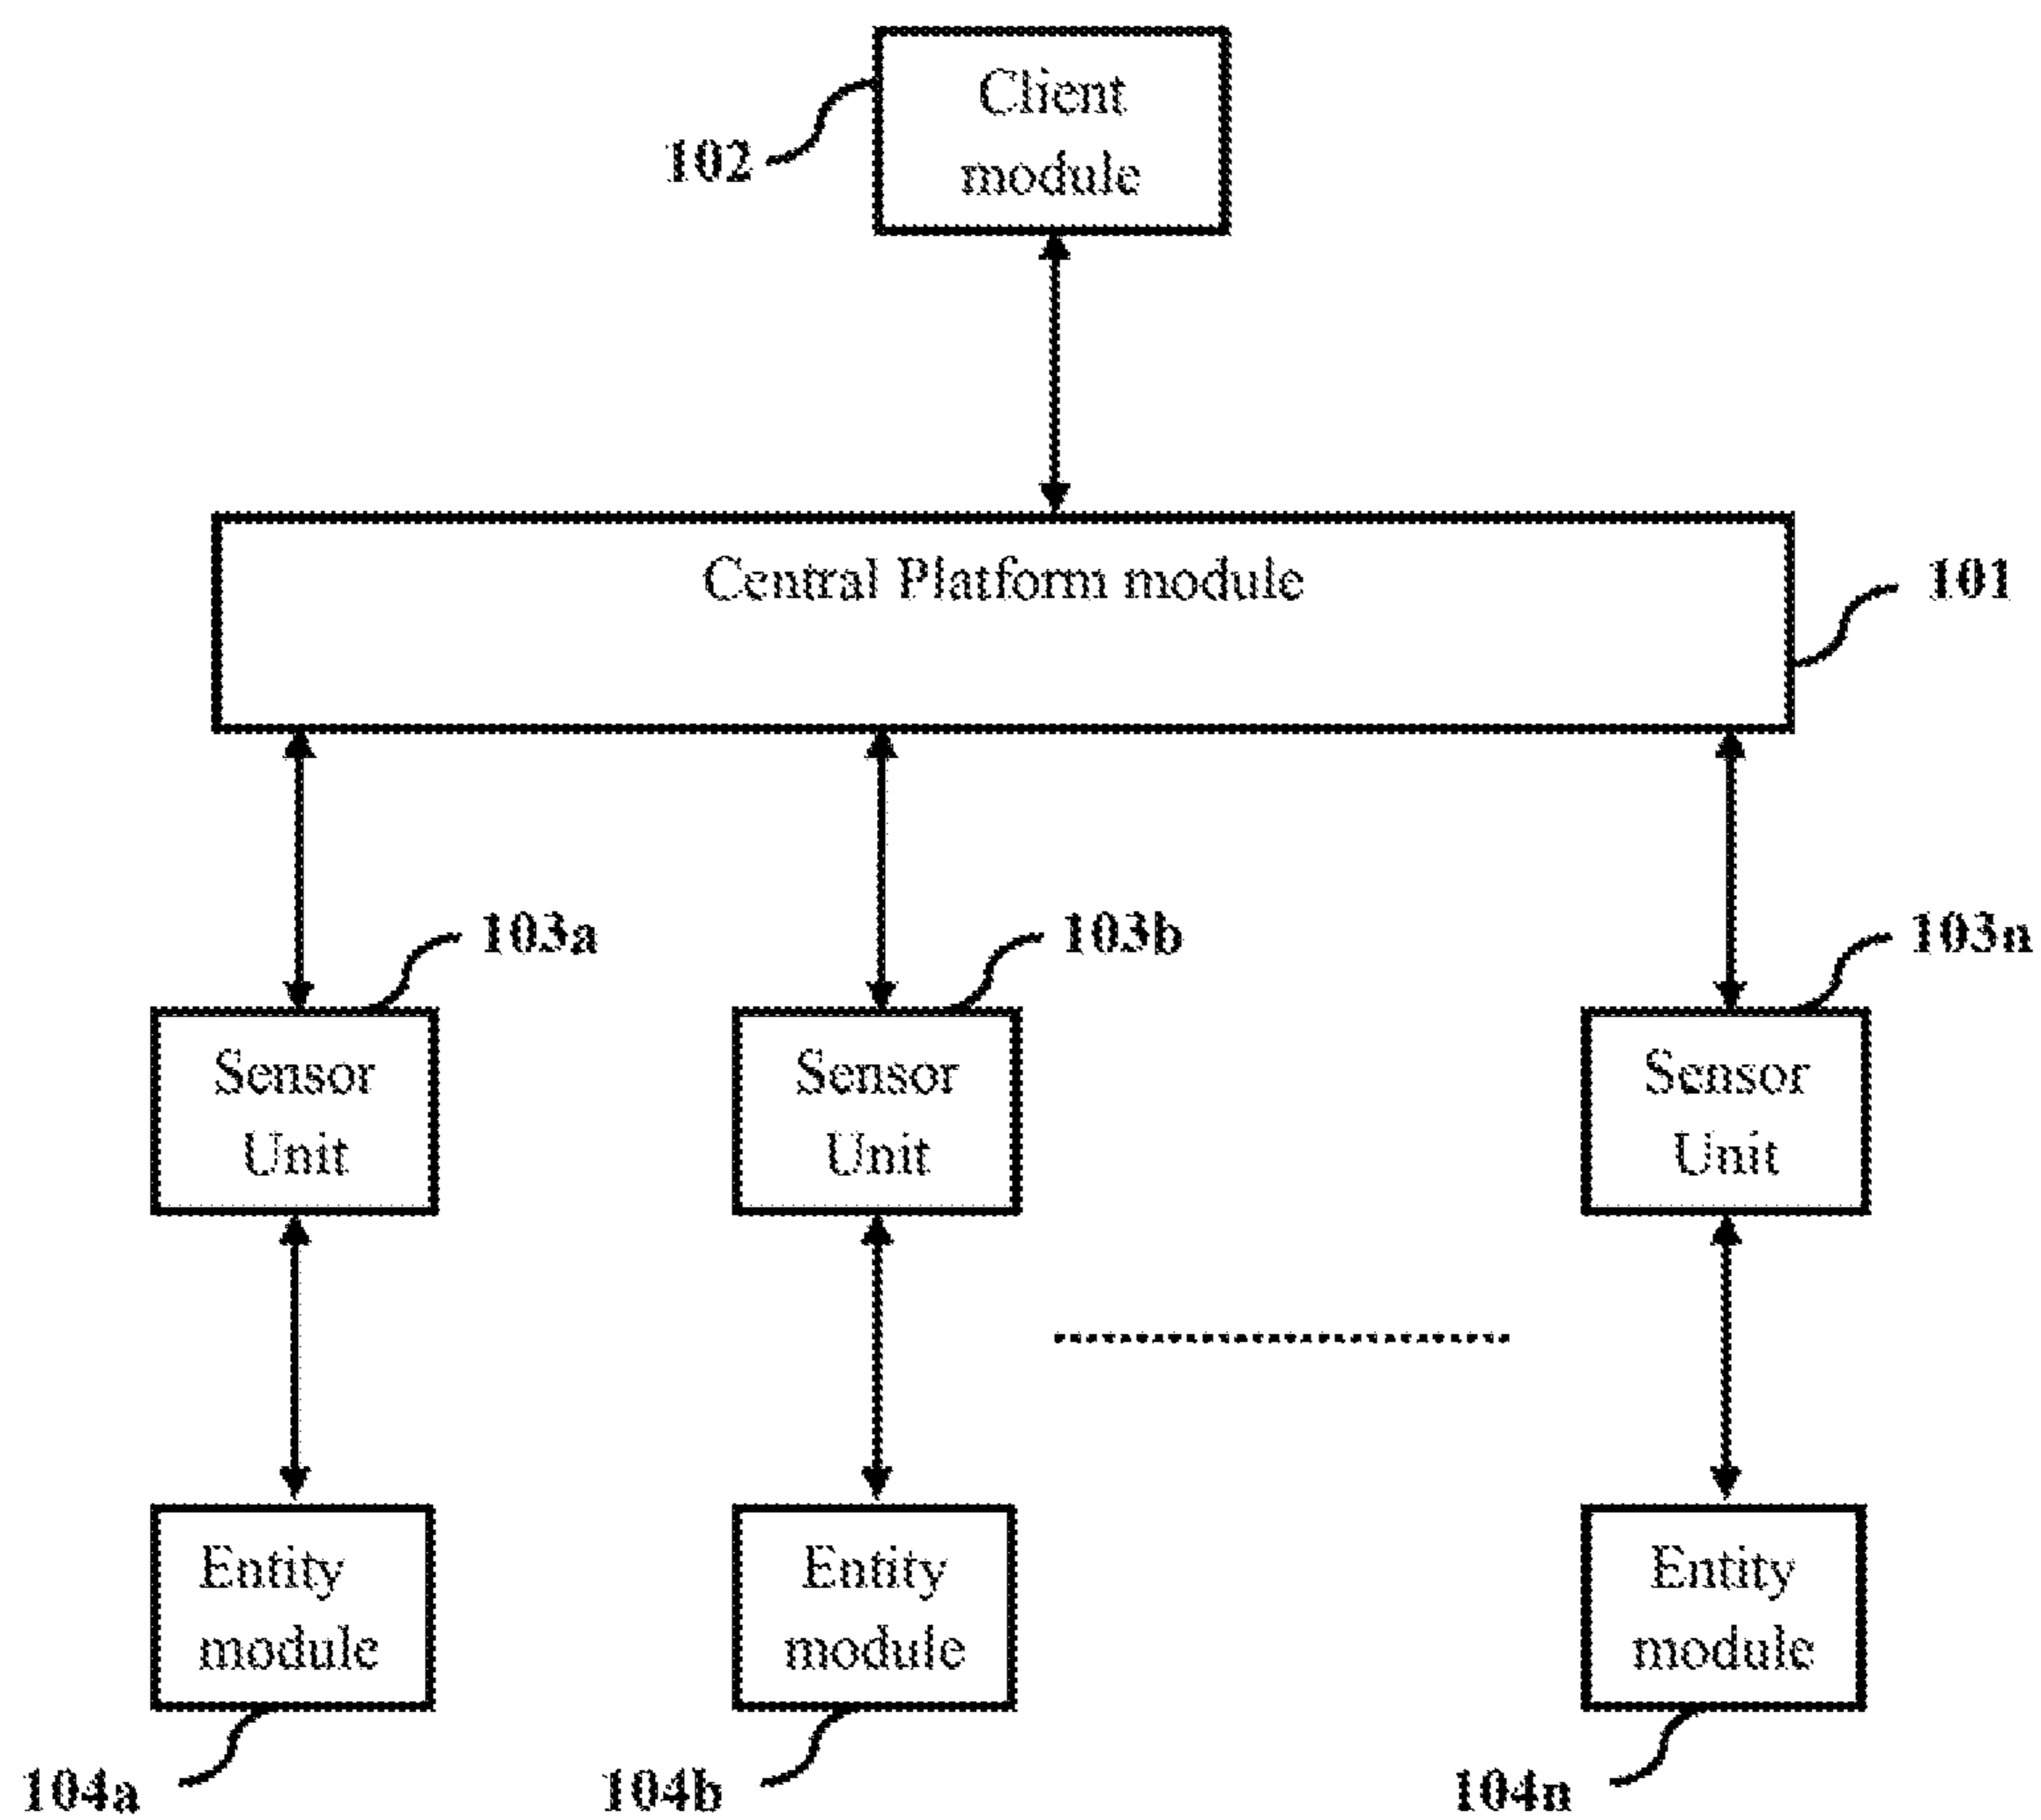 Client
module
102
Central Platform module
101
103a
103b
103n
Sensor
Unit
Sensor
Unit
Sensor
Unit
Entity
module
Entity
module
Entity
module
104a
104b
104n